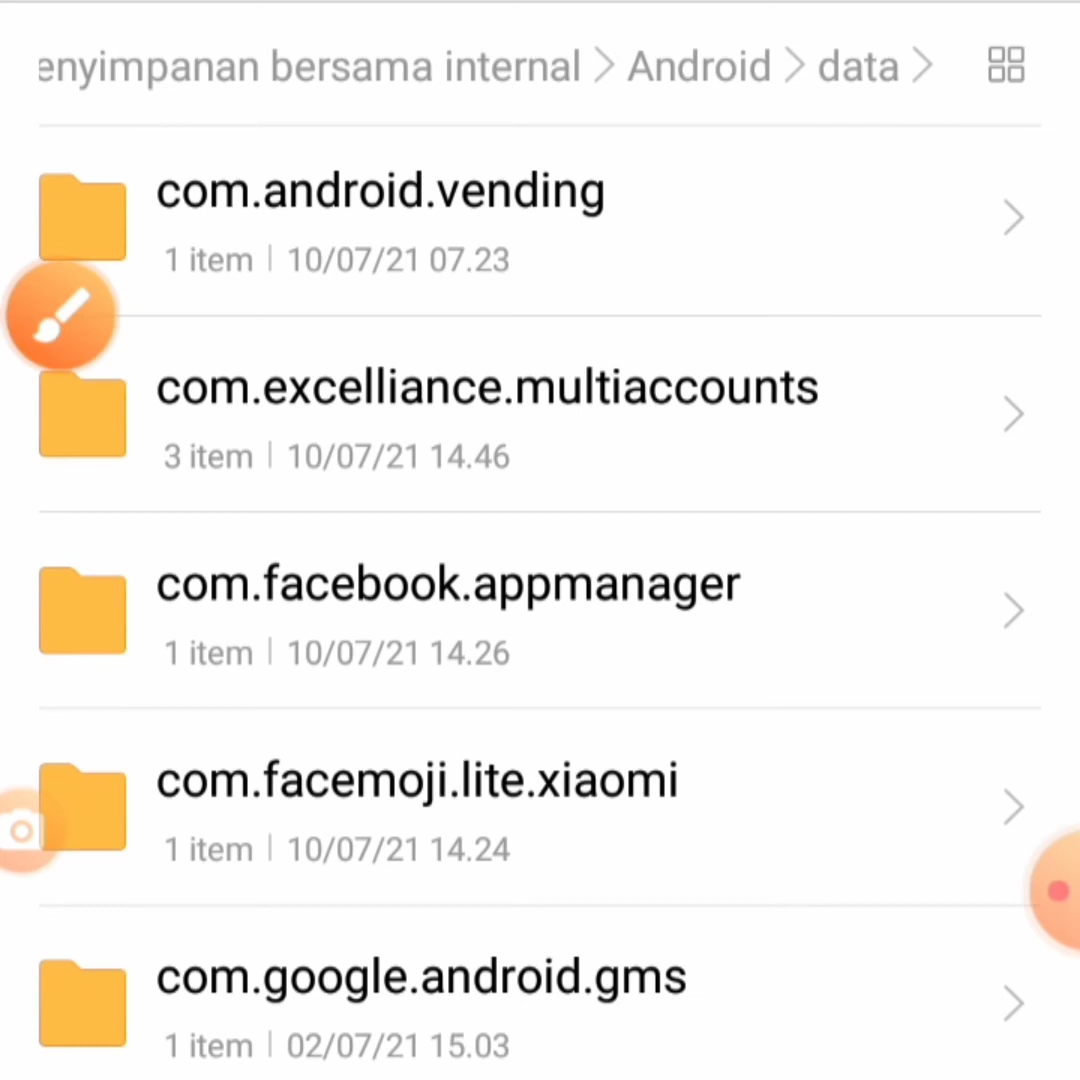 enyimpanan bersama internal > Android > data >
com.android.vending
1 item | 10/07/21 07.23
com.excelliance.multiaccounts
3 item | 10/07/21 14.46
com.facebook.appmanager
1 item | 10/07/21 14.26
com.facemoji.lite.xiaomi
1 item | 10/07/21 14.24
com.google.android.gms
1 item | 02/07/21 15.03